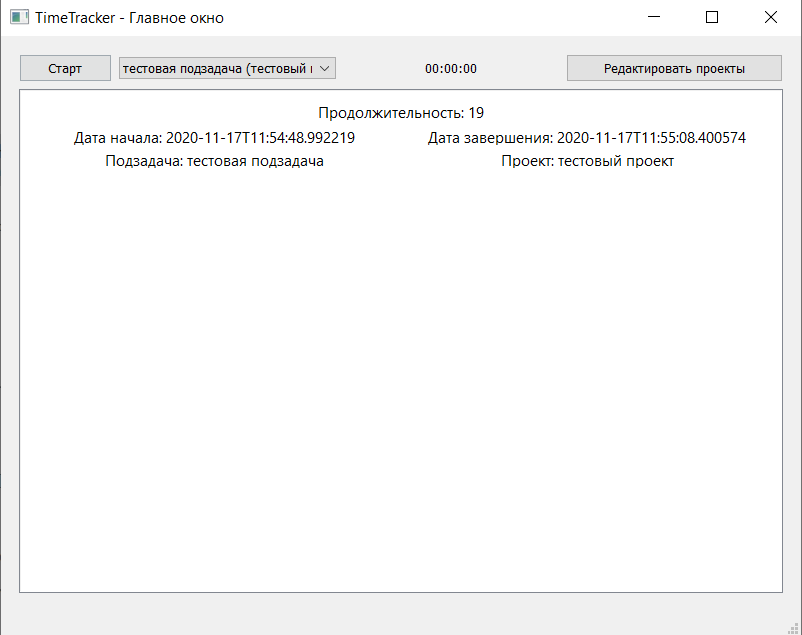 TimeTracker - Главное окно
Старт
тестовая подзадача (тестовый
00:00:00
Редактировать проекты
Продолжительность: 19
Дата начала: 2020-11-17T11:54:48.992219
Дата завершения: 2020-11-17T11:55:08.400574
Подзадача: тестовая подзадача
Проект: тестовый проект